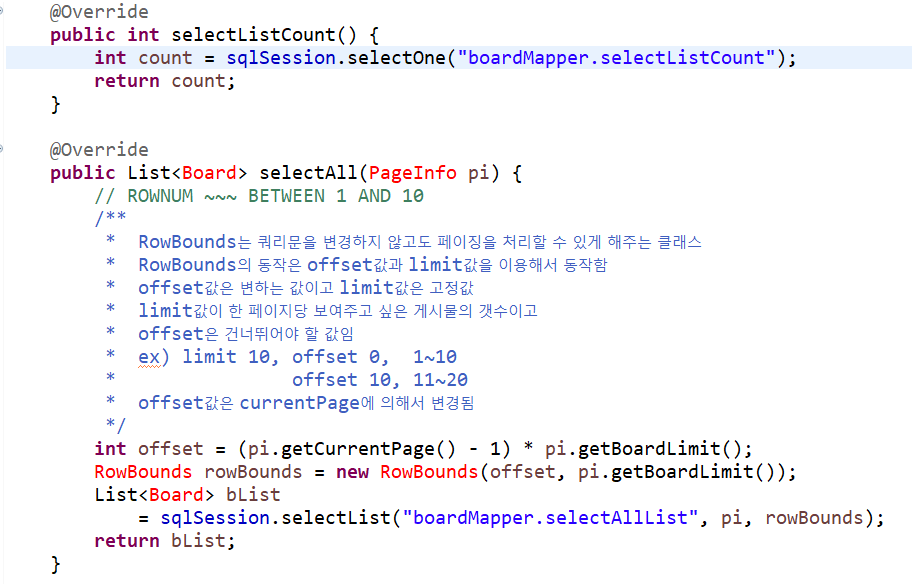 @Override
public int selectListCount() {
    int count = sqlSession.selectOne("boardMapper.selectListCount");
    return count;
}
@Override
public List<Board> selectAll(PageInfo pi) {
    // ROWNUM ~~~ BETWEEN 1 AND 10
    /**
     *  RowBounds는 쿼리문을 변경하지 않고도 페이징을 처리할 수 있게 해주는 클래스
     *  RowBounds의 동작은 offset값과 limit값을 이용해서 동작함
     *  offset값은 변하는 값이고 limit값은 고정값
     *  limit값이 한 페이지당 보여주고 싶은 게시물의 갯수이고
     *  offset은 건너뛰어야 할 값임
     *  ex) limit 10, offset 0,  1~10
     *                offset 10, 11~20
     *  offset값은 currentPage에 의해서 변경됨
     */
    int offset = (pi.getCurrentPage() - 1) * pi.getBoardLimit();
    RowBounds rowBounds = new RowBounds(offset, pi.getBoardLimit());
    List<Board> bList
        = sqlSession.selectList("boardMapper.selectAllList", pi, rowBounds);
    return bList;
}